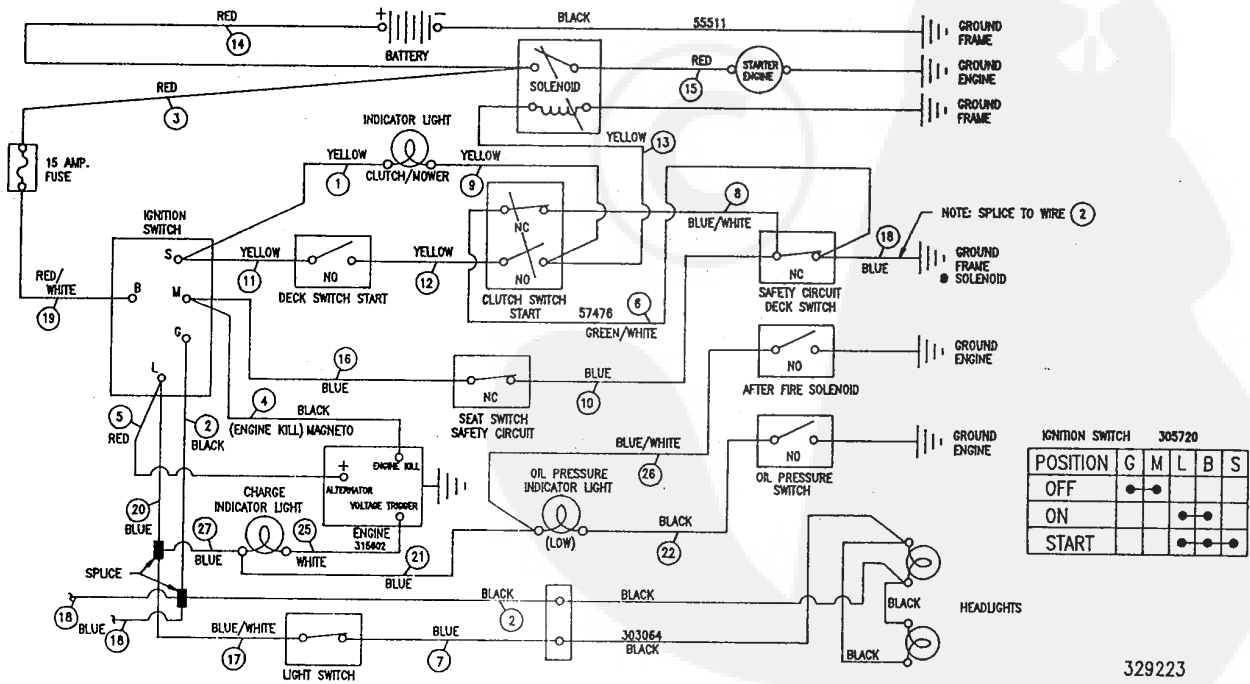 RED
14
+
−
BATTERY
BLACK
55511
GROUND
FRAME
RED
3
SOLENOID
RED
15
STARTER
ENGINE
GROUND
ENGINE
GROUND
FRAME
15 AMP.
FUSE
INDICATOR LIGHT
YELLOW
1
CLUTCH/MOWER
YELLOW
9
YELLOW
13
IGNITION
SWITCH
S
M
B
G
L
RED/
WHITE
19
YELLOW
11
NO
DECK SWITCH START
YELLOW
12
NC
NO
CLUTCH SWITCH
START
8
BLUE/WHITE
57476
6
GREEN/WHITE
NC
SAFETY CIRCUIT
DECK SWITCH
18
BLUE
NOTE: SPLICE TO WIRE 2
GROUND
FRAME
● SOLENOID
16
BLUE
NC
SEAT SWITCH
SAFETY CIRCUIT
BLUE
10
NO
AFTER FIRE SOLENOID
GROUND
ENGINE
5
RED
2
BLACK
4
BLACK
(ENGINE KILL) MAGNETO
ENGINE KILL
+
ALTERNATOR
VOLTAGE TRIGGER
ENGINE
315402
BLUE/WHITE
26
NO
OIL PRESSURE
SWITCH
GROUND
ENGINE
20
BLUE
27
BLUE
CHARGE
INDICATOR LIGHT
25
WHITE
21
BLUE
OIL PRESSURE
INDICATOR LIGHT
(LOW)
BLACK
22
SPLICE
18
BLUE
18
BLACK
2
BLACK
BLUE/WHITE
17
LIGHT SWITCH
BLUE
7
303064
BLACK
BLACK
BLACK
HEADLIGHTS
IGNITION SWITCH 305720
POSITION G M L B S
OFF
ON
START
329223